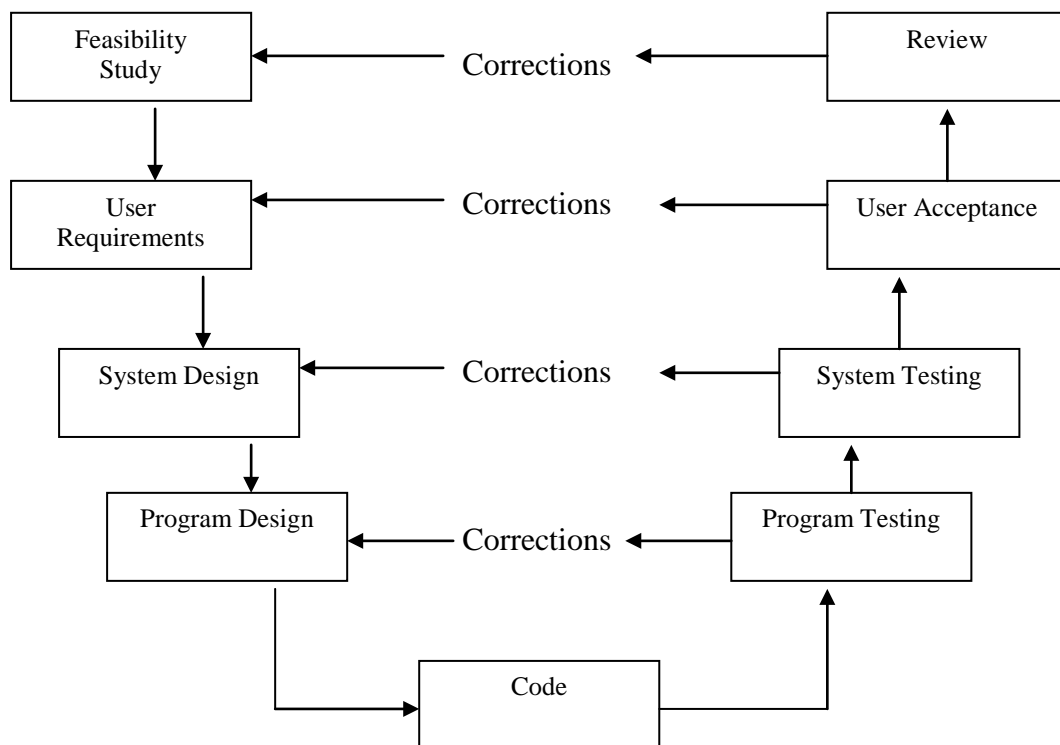 Feasibility
Study
Corrections
Review
User
Requirements
Corrections
User Acceptance
System Design
Corrections
System Testing
Program Design
Corrections
Program Testing
Code